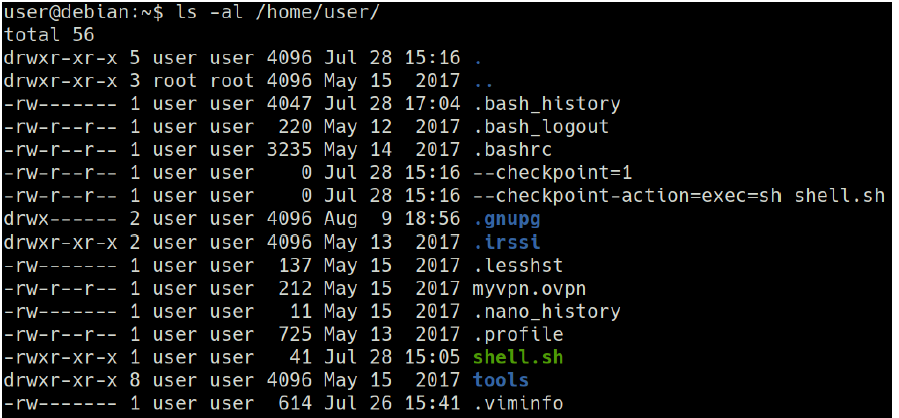 user@debian:~$ ls -al /home/user/
total 56
drwxr-xr-x 5 user user 4096 Jul 28 15:16 .
drwxr-xr-x 3 root root 4096 May 15  2017 ..
-rw------- 1 user user 4047 Jul 28 17:04 .bash_history
-rw-r--r-- 1 user user  220 May 12  2017 .bash_logout
-rw-r--r-- 1 user user 3235 May 14  2017 .bashrc
-rw-r--r-- 1 user user    0 Jul 28 15:16 --checkpoint=1
-rw-r--r-- 1 user user    0 Jul 28 15:16 --checkpoint-action=exec=sh shell.sh
drwx------ 2 user user 4096 Aug  9 18:56 .gnupg
drwxr-xr-x 2 user user 4096 May 13  2017 .irssi
-rw------- 1 user user  137 May 15  2017 .lesshst
-rw-r--r-- 1 user user  212 May 15  2017 myvpn.ovpn
-rw------- 1 user user   11 May 15  2017 .nano_history
-rw-r--r-- 1 user user  725 May 13  2017 .profile
-rwxr-xr-x 1 user user   41 Jul 28 15:05 shell.sh
drwxr-xr-x 8 user user 4096 May 15  2017 tools
-rw------- 1 user user  614 Jul 26 15:41 .viminfo